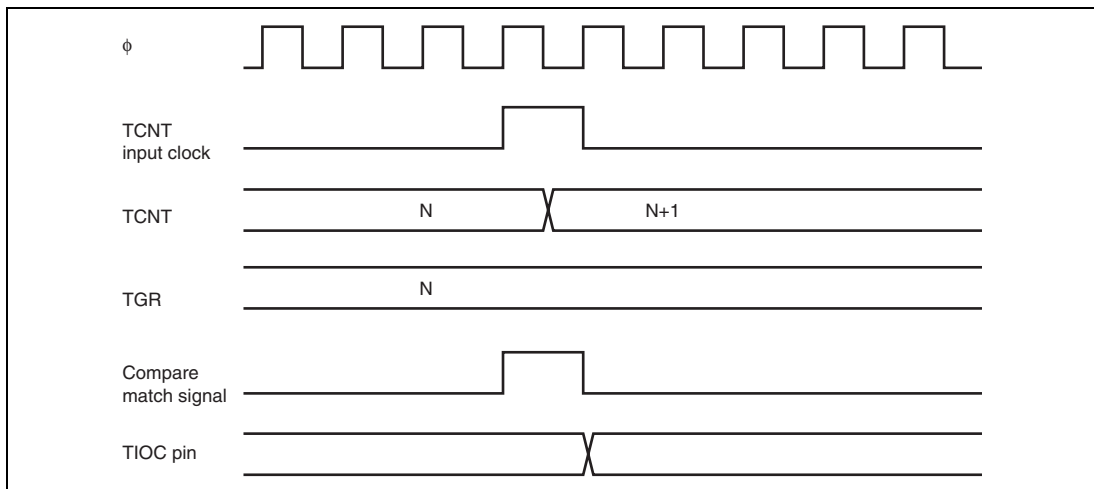 ϕ
TCNT
input clock
TCNT
N
N+1
TGR
N
Compare
match signal
TIOC pin